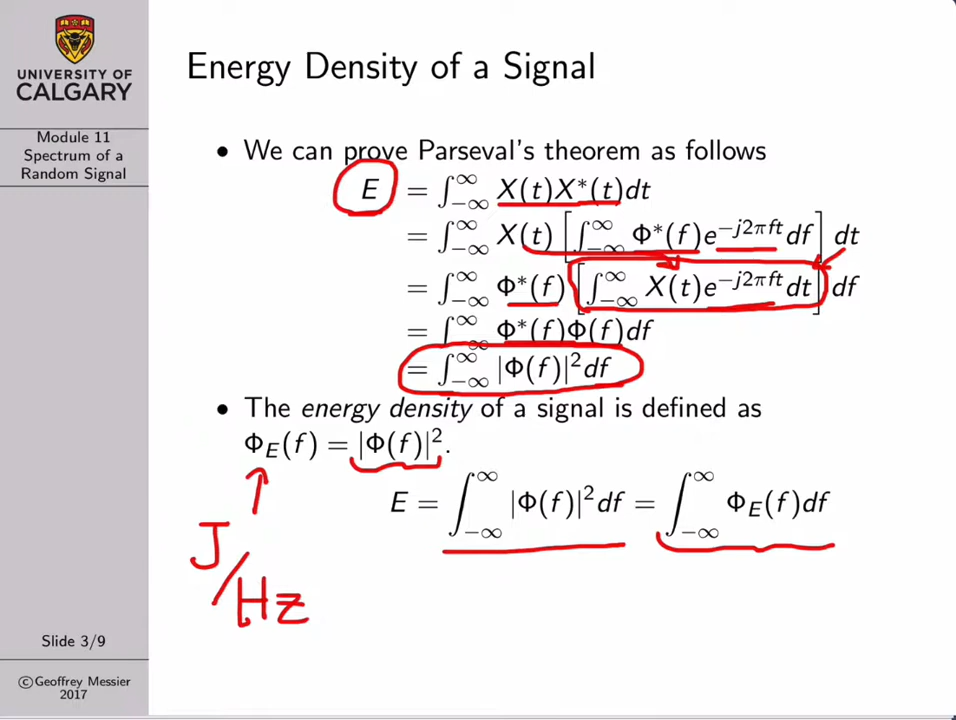 UNIVERSITY OF
CALGARY
Module 11
Spectrum of a
Random Signal
Energy Density of a Signal
• We can prove Parseval's theorem as follows
E = ∫_{−∞}^{∞} X(t)X*(t)dt
= ∫_{−∞}^{∞} X(t) [∫_{−∞}^{∞} Φ*(f)e^{−j2πft}df] dt
= ∫_{−∞}^{∞} Φ*(f) [∫_{−∞}^{∞} X(t)e^{−j2πft}dt] df
= ∫_{−∞}^{∞} Φ*(f)Φ(f)df
= ∫_{−∞}^{∞} |Φ(f)|²df
• The energy density of a signal is defined as
Φ_E(f) = |Φ(f)|².
E = ∫_{−∞}^{∞} |Φ(f)|²df = ∫_{−∞}^{∞} Φ_E(f)df
J/Hz
Slide 3/9
©Geoffrey Messier
2017